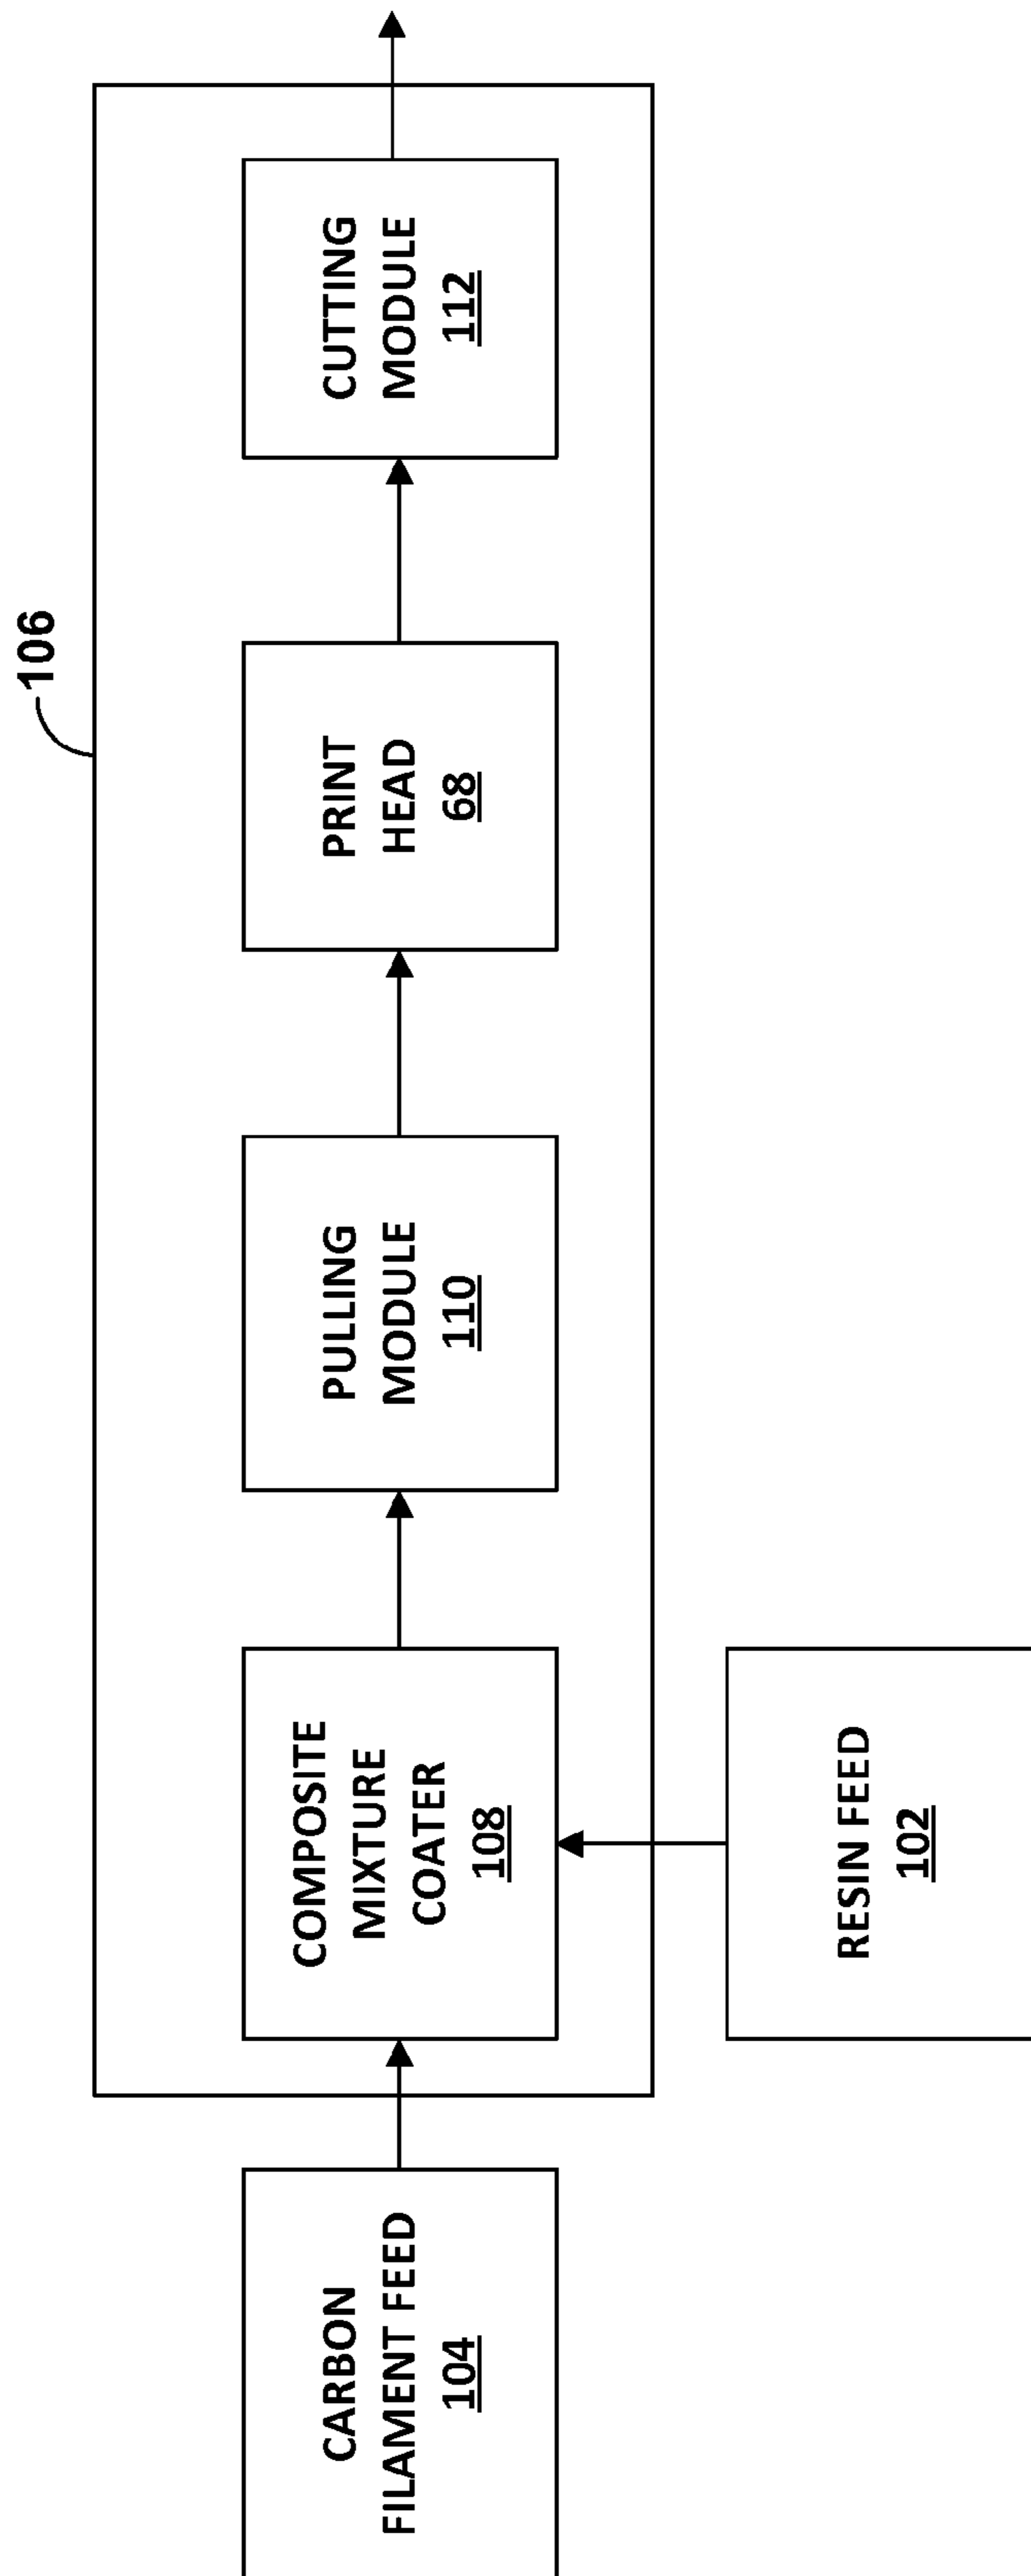 106
CARBON
FILAMENT FEED
104
COMPOSITE
MIXTURE
COATER
108
PULLING
MODULE
110
PRINT
HEAD
68
CUTTING
MODULE
112
RESIN FEED
102